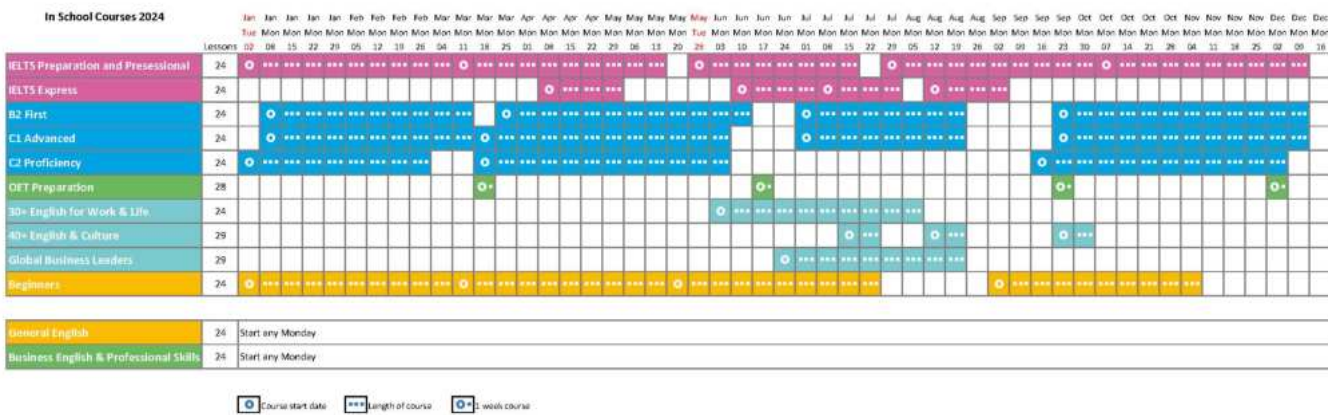 In School Courses 2024
Jan Jan Jan Jan Jan Feb Feb Feb Feb Mar Mar Mar Mar Apr Apr Apr Apr Apr May May May May Jun Jun Jun Jun Jul Jul Jul Jul Jul Aug Aug Aug Aug Sep Sep Sep Sep Sep Oct Oct Oct Oct Nov Nov Nov Nov Dec Dec Dec
Tue Mon Mon Mon Mon Mon Mon Mon Mon Mon Mon Mon Mon Mon Mon Mon Mon Mon Mon Mon Mon Tue Mon Mon Mon Mon Mon Mon Mon Mon Mon Mon Mon Mon Mon Mon Mon Mon Mon Mon Mon Mon Mon Mon Mon Mon Mon Mon Mon Mon Mon
Lessons 02 08 15 22 29 05 12 19 26 04 11 18 25 01 08 15 22 29 06 13 20 28 03 10 17 24 01 08 15 22 29 05 12 19 26 02 09 16 23 30 07 14 21 28 04 11 18 25 02 09 16
IELTS Preparation and Presessional 24
IELTS Express 24
B2 First 24
C1 Advanced 24
C2 Proficiency 24
OET Preparation 28
30+ English for Work & Life 24
40+ English & Culture 29
Global Business Leaders 29
Beginners 24
General English 24 Start any Monday
Business English & Professional Skills 24 Start any Monday
Course start date Length of course 1 week course